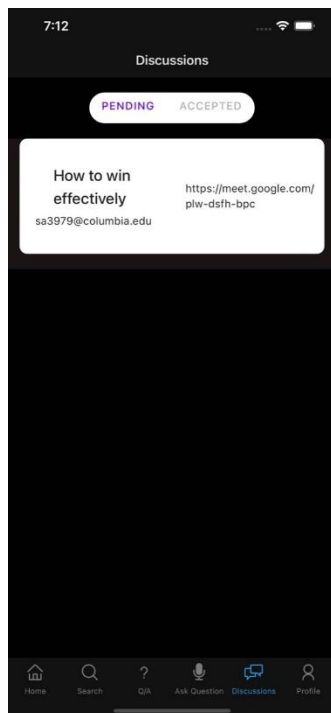 7:12
Discussions
PENDING ACCEPTED
How to win
effectively
sa3979@columbia.edu
https://meet.google.com/
plw-dsfh-bpc
?
Home Search Q/A Ask Question Discussions Profile